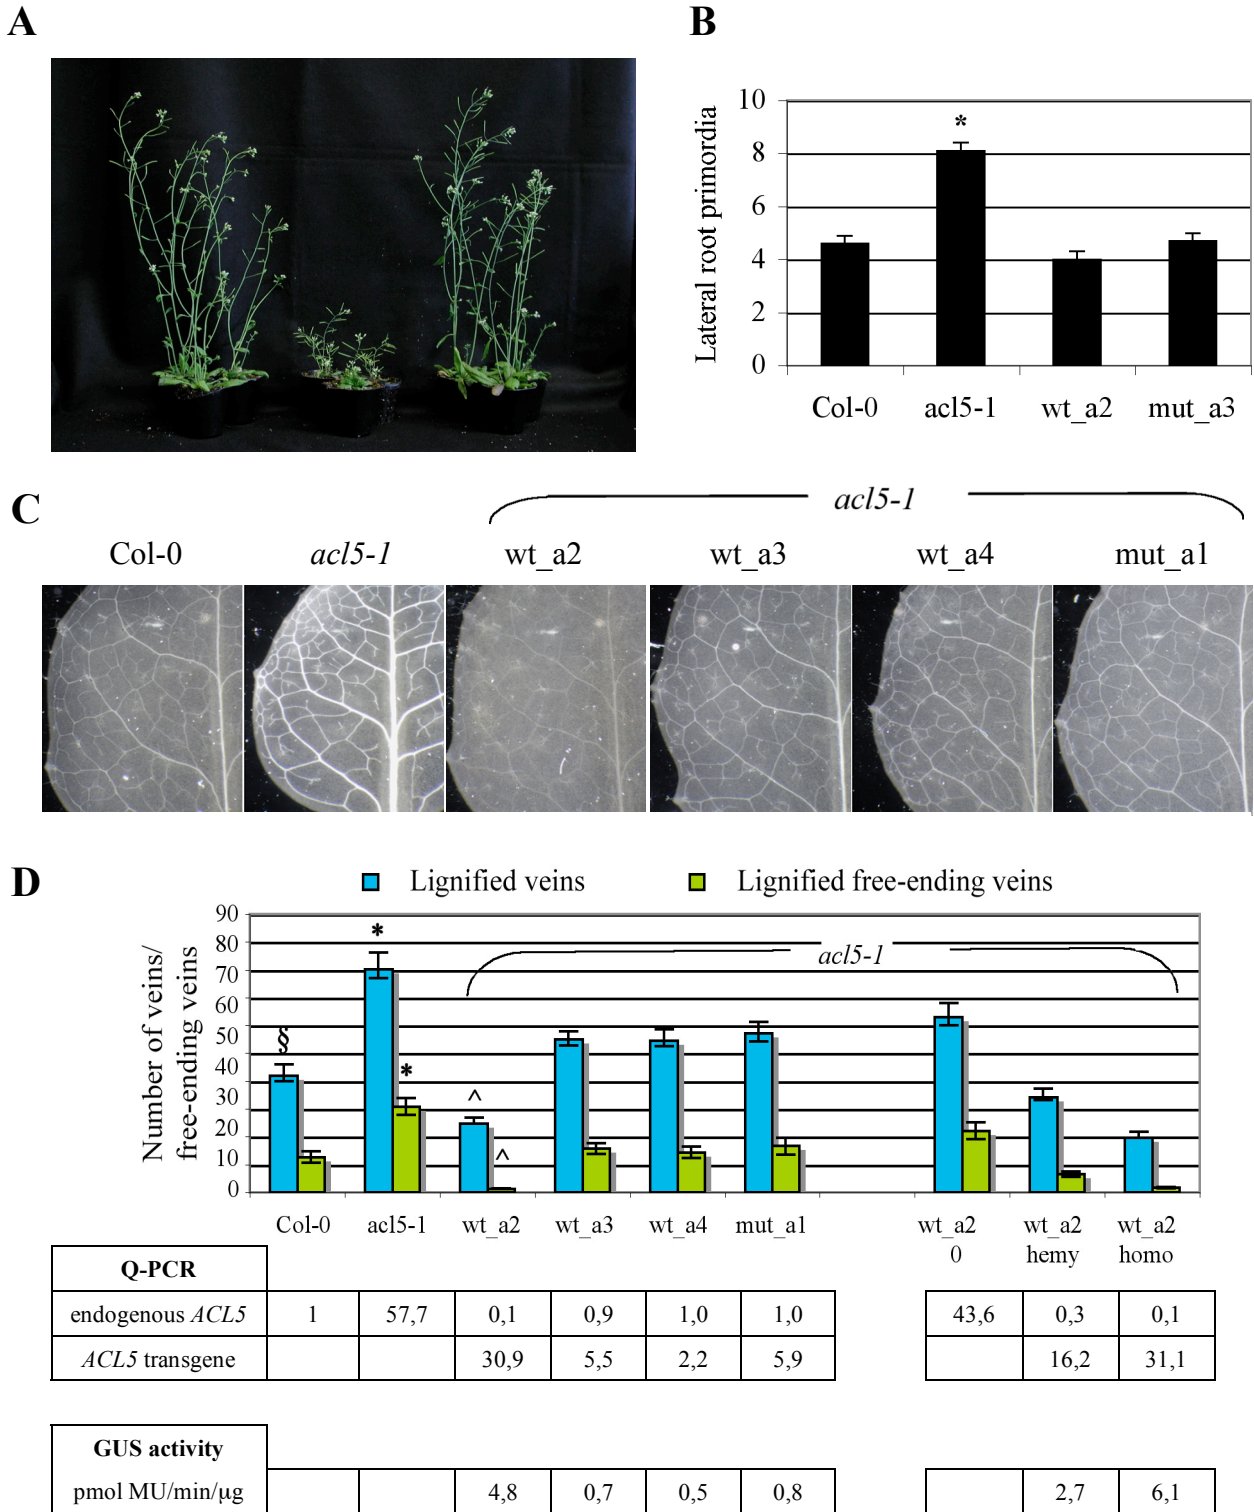 A
B
10
8
6
4
2
0
Lateral root primordia
*
Col-0 acl5-1 wt_a2 mut_a3
C
acl5-1
Col-0 acl5-1 wt_a2 wt_a3 wt_a4 mut_a1
D
Lignified veins Lignified free-ending veins
Number of veins/
free-ending veins
90
80
70
60
50
40
30
20
10
0
§
*
*
^
^
acl5-1
Col-0 acl5-1 wt_a2 wt_a3 wt_a4 mut_a1 wt_a2 wt_a2 wt_a2
0 hemy homo
Q-PCR
endogenous ACL5 1 57,7 0,1 0,9 1,0 1,0 43,6 0,3 0,1
ACL5 transgene 30,9 5,5 2,2 5,9 16,2 31,1
GUS activity
pmol MU/min/µg 4,8 0,7 0,5 0,8 2,7 6,1